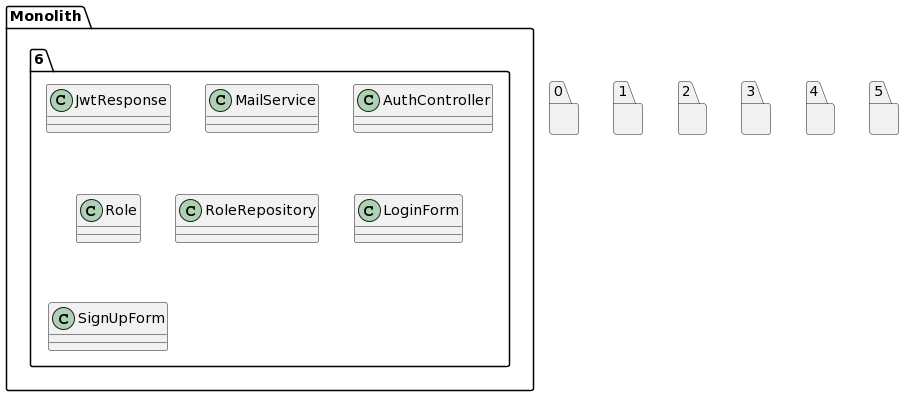 Monolith
6
C JwtResponse
C MailService
C AuthController
C Role
C RoleRepository
C LoginForm
C SignUpForm
0
1
2
3
4
5